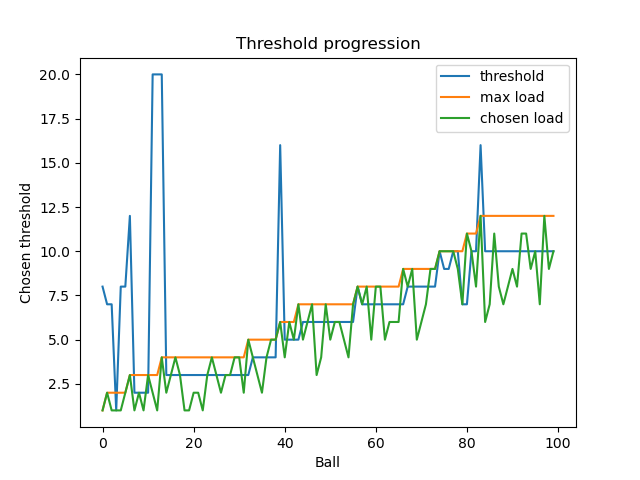 Threshold progression
threshold
max load
chosen load
20.0
17.5
15.0
12.5
10.0
7.5
5.0
2.5
Chosen threshold
0 20 40 60 80 100
Ball